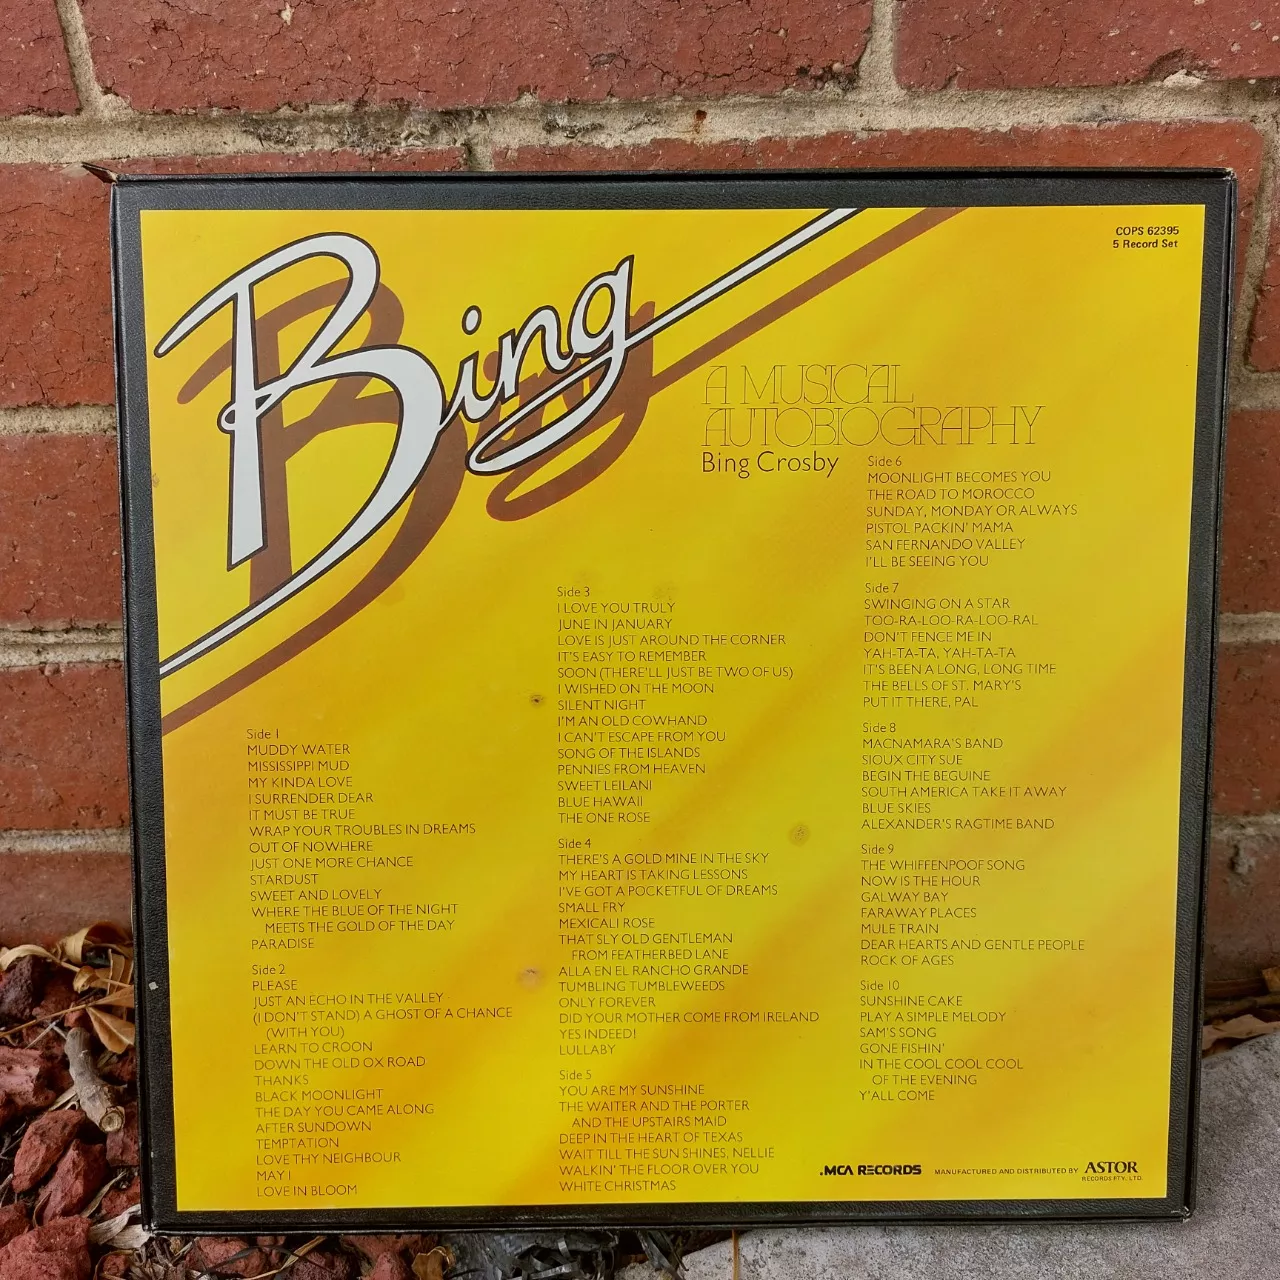 COPS 62395
5 Record Set
Bing
A MUSICAL
AUTOBIOGRAPHY
Bing Crosby
Side 1
MUDDY WATER
MISSISSIPPI MUD
MY KINDA LOVE
I SURRENDER DEAR
IT MUST BE TRUE
WRAP YOUR TROUBLES IN DREAMS
OUT OF NOWHERE
JUST ONE MORE CHANCE
STARDUST
SWEET AND LOVELY
WHERE THE BLUE OF THE NIGHT
MEETS THE GOLD OF THE DAY
PARADISE
Side 2
PLEASE
JUST AN ECHO IN THE VALLEY
(I DON'T STAND) A GHOST OF A CHANCE
(WITH YOU)
LEARN TO CROON
DOWN THE OLD OX ROAD
THANKS
BLACK MOONLIGHT
THE DAY YOU CAME ALONG
AFTER SUNDOWN
TEMPTATION
LOVE THY NEIGHBOUR
MAY I
LOVE IN BLOOM
Side 3
I LOVE YOU TRULY
JUNE IN JANUARY
LOVE IS JUST AROUND THE CORNER
IT'S EASY TO REMEMBER
SOON (THERE'LL JUST BE TWO OF US)
I WISHED ON THE MOON
SILENT NIGHT
I'M AN OLD COWHAND
I CAN'T ESCAPE FROM YOU
SONG OF THE ISLANDS
PENNIES FROM HEAVEN
SWEET LEILANI
BLUE HAWAII
THE ONE ROSE
Side 4
THERE'S A GOLD MINE IN THE SKY
MY HEART IS TAKING LESSONS
I'VE GOT A POCKETFUL OF DREAMS
SMALL FRY
MEXICALI ROSE
THAT SLY OLD GENTLEMAN
FROM FEATHERBED LANE
ALLA EN EL RANCHO GRANDE
TUMBLING TUMBLEWEEDS
ONLY FOREVER
DID YOUR MOTHER COME FROM IRELAND
YES INDEED!
LULLABY
Side 5
YOU ARE MY SUNSHINE
THE WAITER AND THE PORTER
AND THE UPSTAIRS MAID
DEEP IN THE HEART OF TEXAS
WAIT TILL THE SUN SHINES, NELLIE
WALKIN' THE FLOOR OVER YOU
WHITE CHRISTMAS
Side 6
MOONLIGHT BECOMES YOU
THE ROAD TO MOROCCO
SUNDAY, MONDAY OR ALWAYS
PISTOL PACKIN' MAMA
SAN FERNANDO VALLEY
I'LL BE SEEING YOU
Side 7
SWINGING ON A STAR
TOO-RA-LOO-RA-LOO-RAL
DON'T FENCE ME IN
YAH-TA-TA, YAH-TA-TA
IT'S BEEN A LONG, LONG TIME
THE BELLS OF ST. MARY'S
PUT IT THERE, PAL
Side 8
MACNAMARA'S BAND
SIOUX CITY SUE
BEGIN THE BEGUINE
SOUTH AMERICA TAKE IT AWAY
BLUE SKIES
ALEXANDER'S RAGTIME BAND
Side 9
THE WHIFFENPOOF SONG
NOW IS THE HOUR
GALWAY BAY
FARAWAY PLACES
MULE TRAIN
DEAR HEARTS AND GENTLE PEOPLE
ROCK OF AGES
Side 10
SUNSHINE CAKE
PLAY A SIMPLE MELODY
SAM'S SONG
GONE FISHIN'
IN THE COOL COOL COOL
OF THE EVENING
Y'ALL COME
.MCA RECORDS MANUFACTURED AND DISTRIBUTED BY ASTOR
RECORDS PTY. LTD.